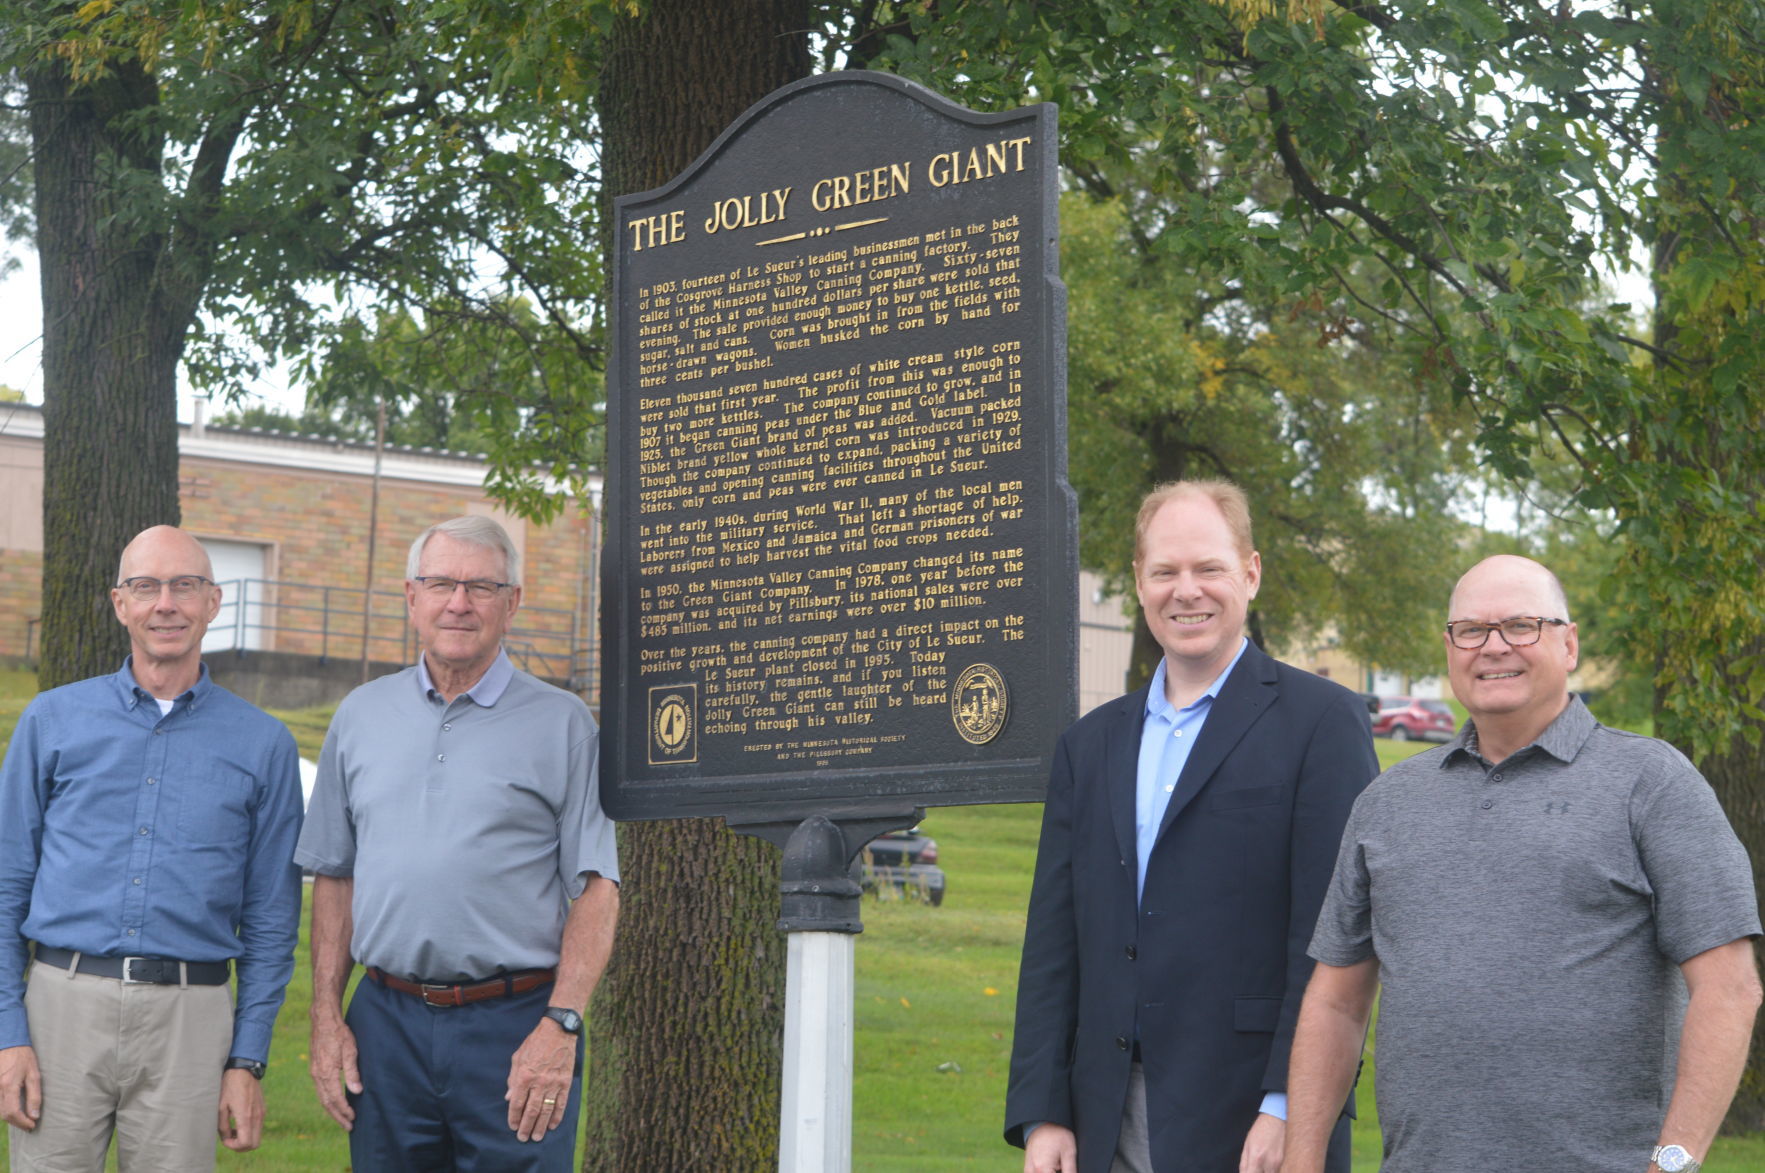 THE JOLLY GREEN GIANT
In 1903, fourteen of Le Sueur's leading businessmen met in the back
of the Cosgrove Harness Shop to start a canning factory. They
called it the Minnesota Valley Canning Company. Sixty-seven
shares of stock at one hundred dollars per share were sold that
evening. The sale provided enough money to buy one kettle, seed,
sugar, salt and cans. Corn was brought in from the fields with
horse-drawn wagons. Women husked the corn by hand for
three cents per bushel.
Eleven thousand seven hundred cases of white cream style corn
were sold that first year. The profit from this was enough to
buy two more kettles. The company continued to grow, and in
1907 it began canning peas under the Blue and Gold label. In
1925, the Green Giant brand of peas was added. Vacuum packed
Niblet brand yellow whole kernel corn was introduced in 1929.
Though the company continued to expand, packing a variety of
vegetables and opening canning facilities throughout the United
States, only corn and peas were ever canned in Le Sueur.
In the early 1940s, during World War II, many of the local men
went into the military service. That left a shortage of help.
Laborers from Mexico and Jamaica and German prisoners of war
were assigned to help harvest the vital food crops needed.
In 1950, the Minnesota Valley Canning Company changed its name
to the Green Giant Company. In 1978, one year before the
company was acquired by Pillsbury, its national sales were over
$485 million, and its net earnings were over $10 million.
Over the years, the canning company had a direct impact on the
positive growth and development of the City of Le Sueur. The
Le Sueur plant closed in 1995. Today
its history remains, and if you listen
carefully, the gentle laughter of the
Jolly Green Giant can still be heard
echoing through his valley.
ERECTED BY THE MINNESOTA HISTORICAL SOCIETY
AND THE PILLSBURY COMPANY
MINNESOTA
DEPARTMENT OF TRANSPORTATION